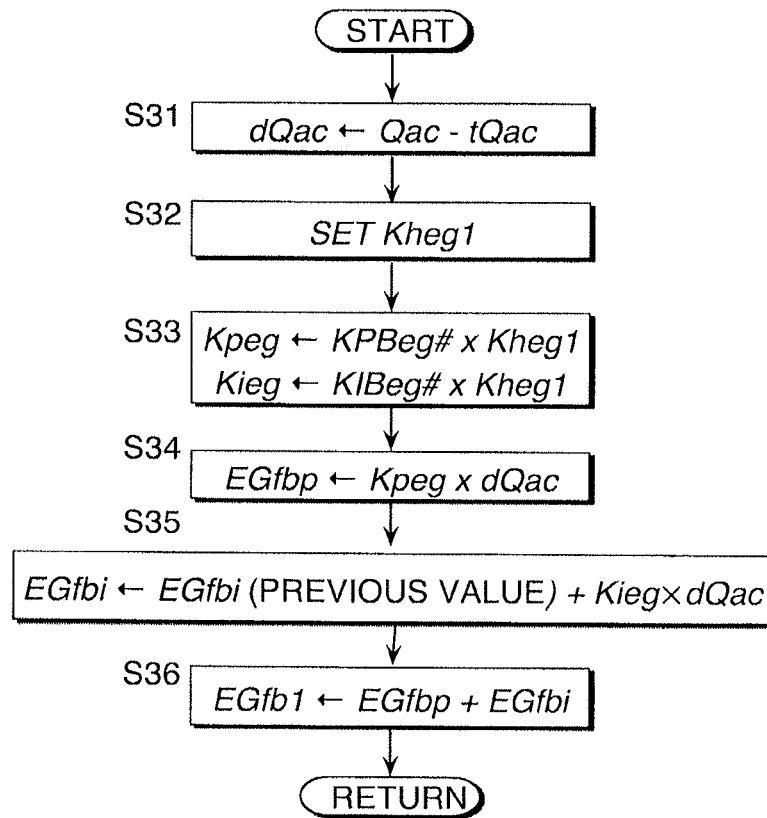 START
S31
dQac ← Qac - tQac
S32
SET Kheg1
S33
Kpeg ← KPBeg# x Kheg1
Kieg ← KIBeg# x Kheg1
S34
EGfbp ← Kpeg x dQac
S35
EGfbi ← EGfbi (PREVIOUS VALUE) + Kieg×dQac
S36
EGfb1 ← EGfbp + EGfbi
RETURN